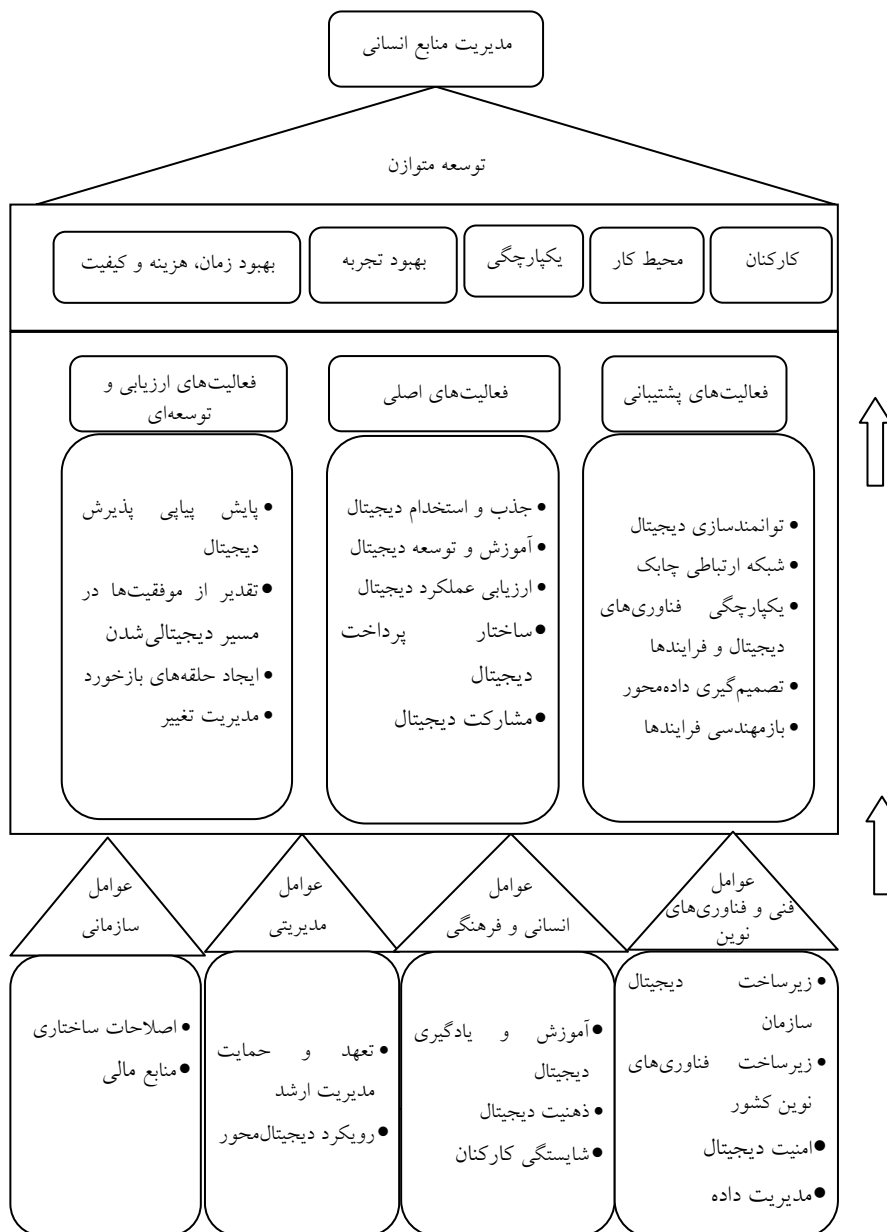 مدیریت منابع انسانی
توسعه متوازن
کارکنان
محیط کار
یکپارچگی
بهبود تجربه
بهبود زمان، هزینه و کیفیت
فعالیت‌های پشتیبانی
• توانمندسازی دیجیتال
• شبکه ارتباطی چابک
• یکپارچگی فناوری‌های
دیجیتال و فرایندها
• تصمیم‌گیری داده‌محور
• بازمهندسی فرایندها
فعالیت‌های اصلی
• جذب و استخدام دیجیتال
• آموزش و توسعه دیجیتال
• ارزیابی عملکرد دیجیتال
• ساختار پرداخت
دیجیتال
• مشارکت دیجیتال
فعالیت‌های ارزیابی و
توسعه‌ای
• پایش پیاپی پذیرش
دیجیتال
• تقدیر از موفقیت‌ها در
مسیر دیجیتالی‌شدن
• ایجاد حلقه‌های بازخورد
• مدیریت تغییر
عوامل
فنی و فناوری‌های
نوین
• زیرساخت دیجیتال
سازمان
• زیرساخت فناوری‌های
نوین کشور
• امنیت دیجیتال
• مدیریت داده
عوامل
انسانی و فرهنگی
• آموزش و یادگیری
دیجیتال
• ذهنیت دیجیتال
• شایستگی کارکنان
عوامل
مدیریتی
• تعهد و حمایت
مدیریت ارشد
• رویکرد دیجیتال‌محور
عوامل
سازمانی
• اصلاحات ساختاری
• منابع مالی